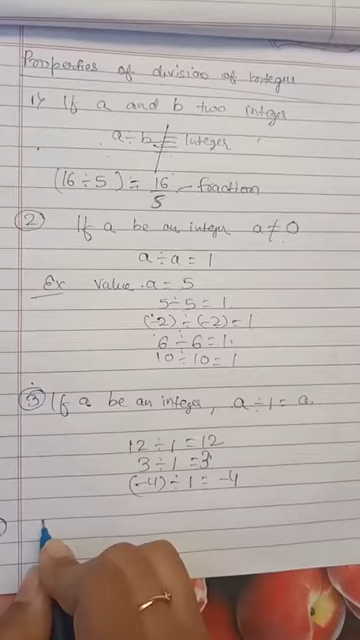 Properties of division of Integers
1) If a and b two integer
a ÷ b ≠ Integer
(16 ÷ 5) = 16/5 - fraction
② If a be an integer a ≠ 0
a ÷ a = 1
Ex value a = 5
5 ÷ 5 = 1
(-2) ÷ (-2) = 1
6 ÷ 6 = 1
10 ÷ 10 = 1
③ If a be an integer, a ÷ 1 = a
12 ÷ 1 = 12
3 ÷ 1 = 3
(-4) ÷ 1 = -4